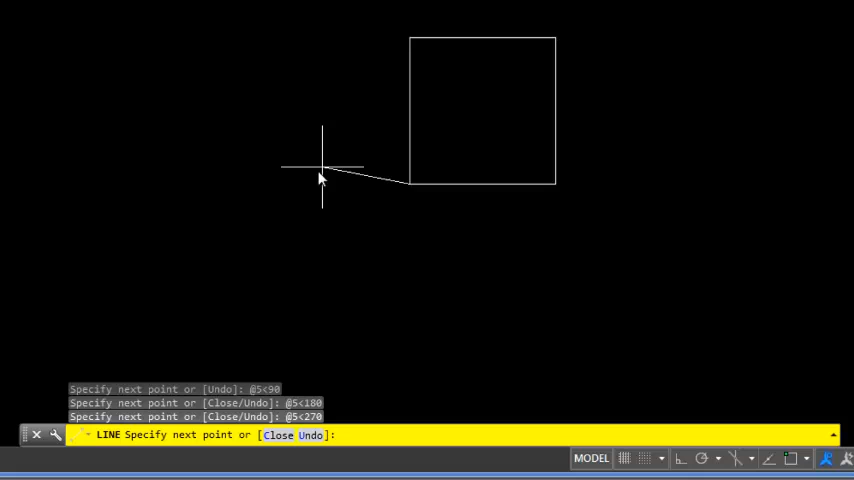 Specify next point or [Undo]: @5<90
Specify next point or [Close/Undo]: @5<180
Specify next point or [Close/Undo]: @5<270
LINE Specify next point or [Close Undo]:
MODEL